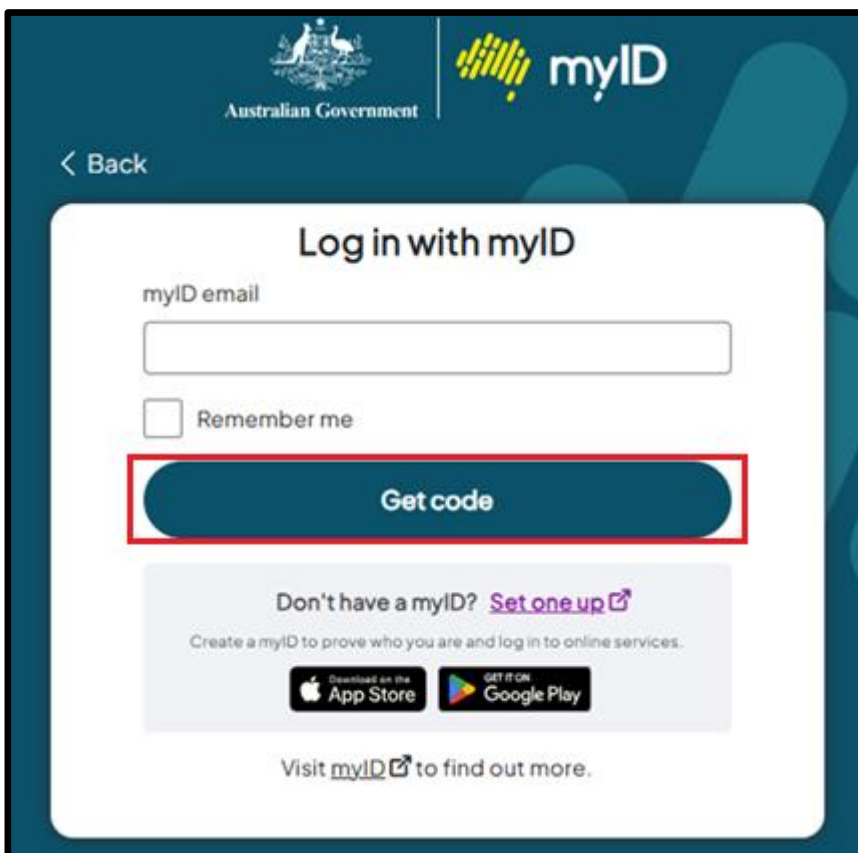 Australian Government
myID
< Back
Log in with myID
myID email
Remember me
Get code
Don't have a myID? Set one up
Create a myID to prove who you are and log in to online services.
Download on the
App Store
GET IT ON
Google Play
Visit myID to find out more.